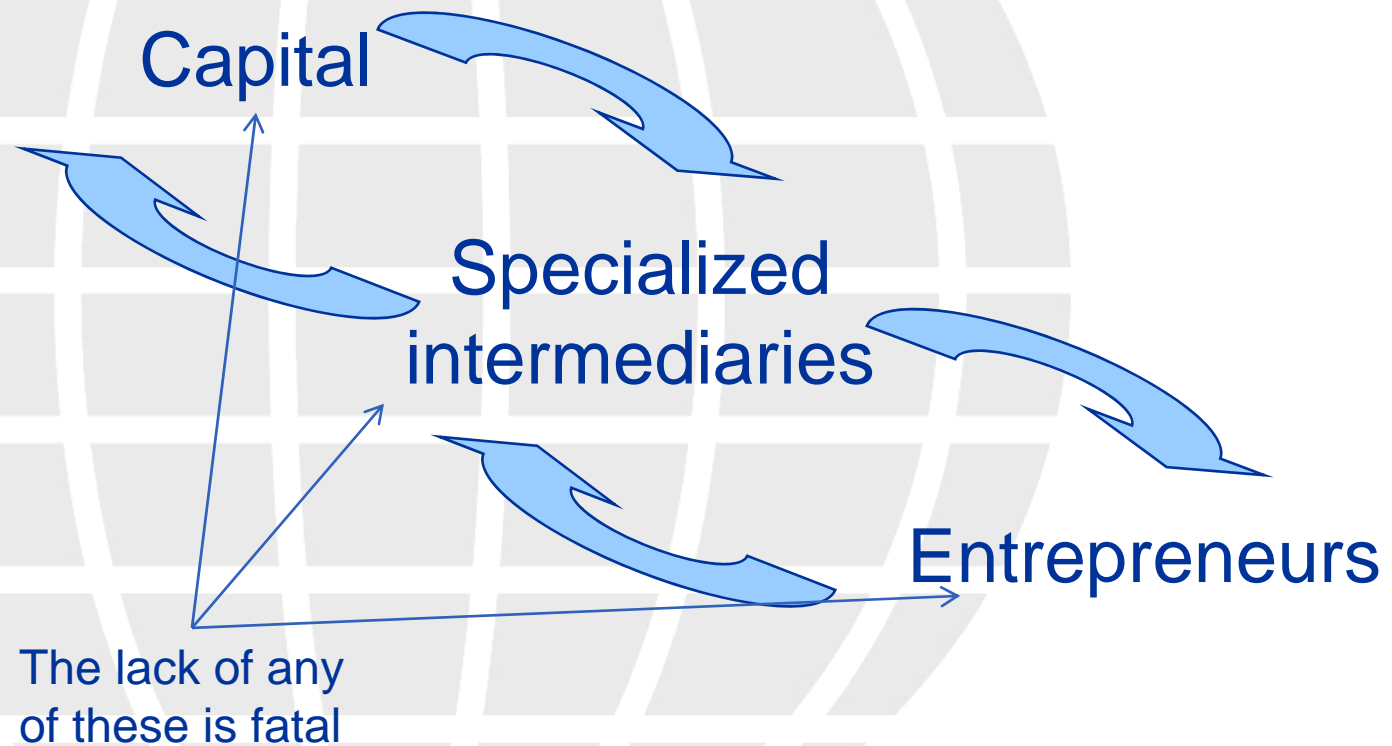 Capital
Specialized
intermediaries
Entrepreneurs
The lack of any
of these is fatal